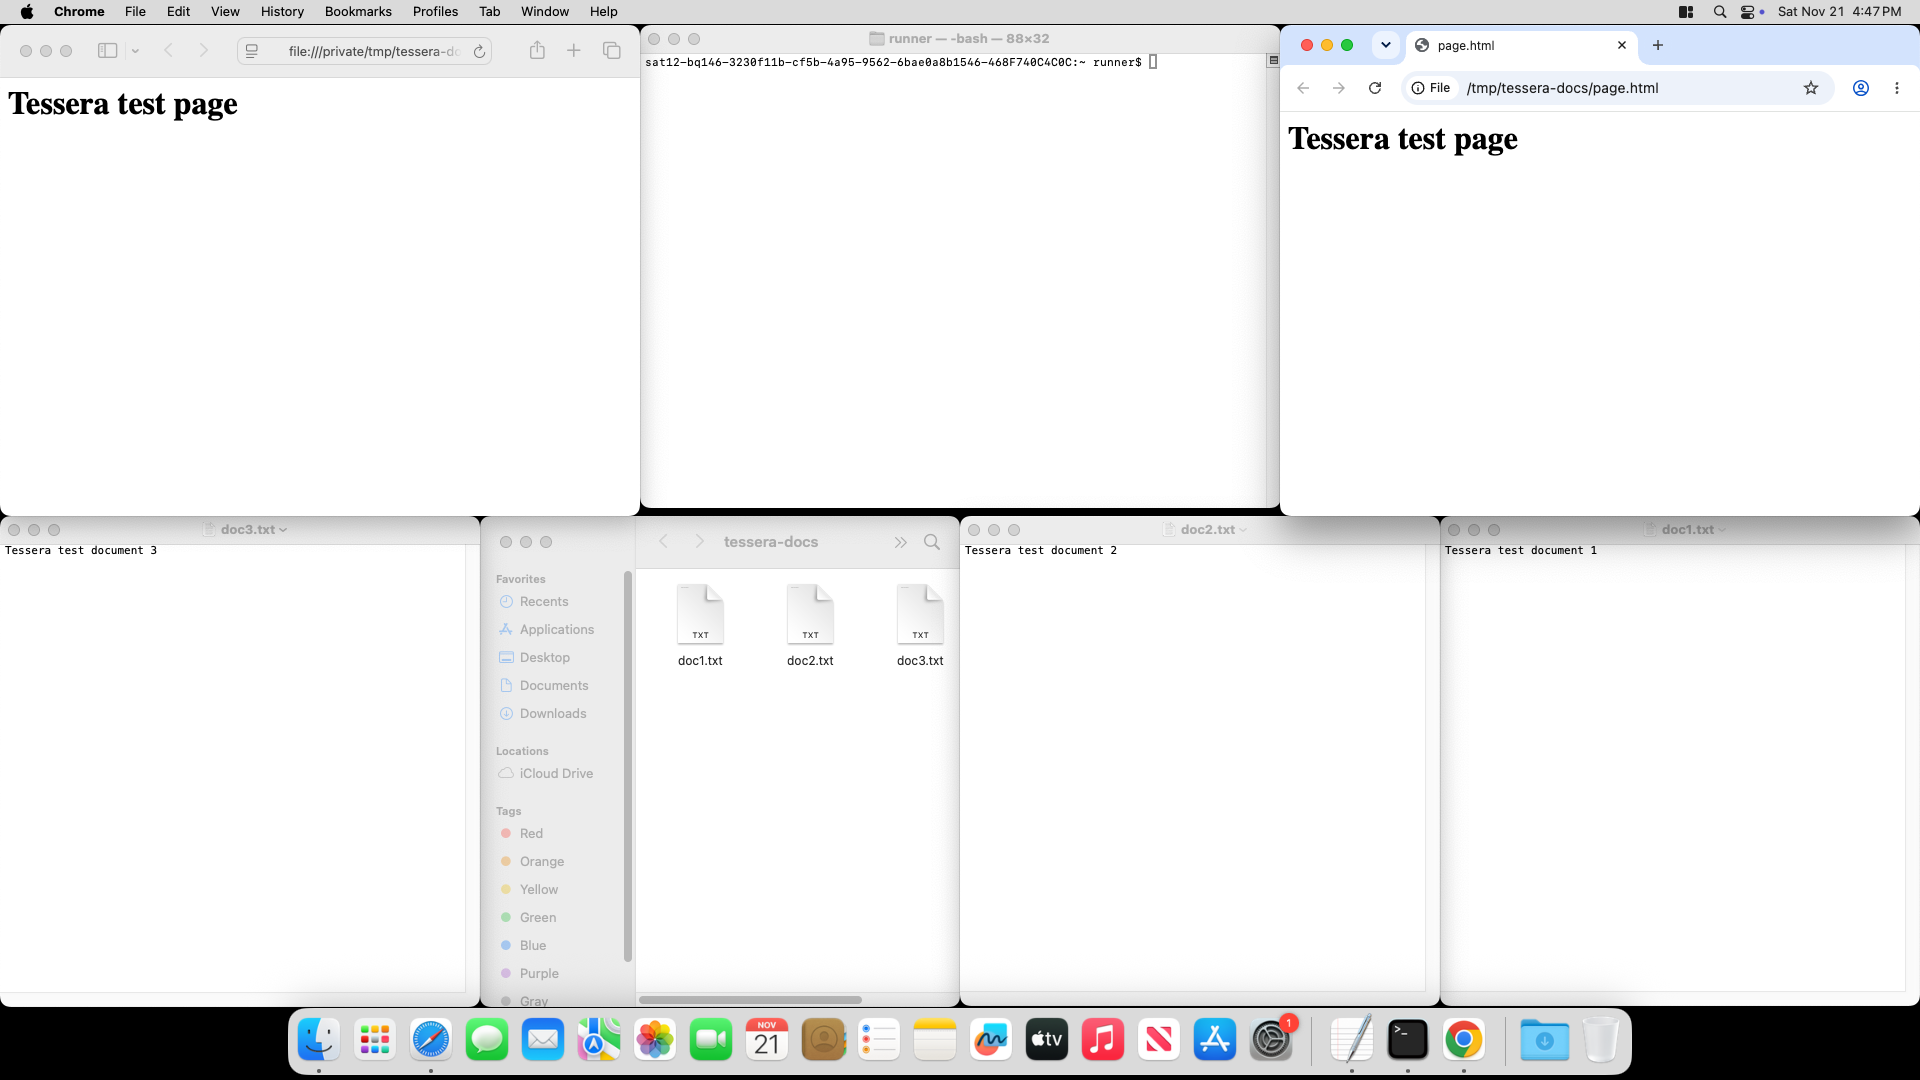 Chrome File Edit View History Bookmarks Profiles Tab Window Help Sat Nov 21 4:47 PM
file:///private/tmp/tessera-do
Tessera test page
runner — -bash — 88×32
sat12-bq146-3230f11b-cf5b-4a95-9562-6bae0a8b1546-468F740C4C0C:~ runner$
page.html
File /tmp/tessera-docs/page.html
Tessera test page
doc3.txt
Tessera test document 3
tessera-docs
Favorites
Recents
Applications
Desktop
Documents
Downloads
Locations
iCloud Drive
Tags
Red
Orange
Yellow
Green
Blue
Purple
Gray
TXT TXT TXT
doc1.txt doc2.txt doc3.txt
doc2.txt
Tessera test document 2
doc1.txt
Tessera test document 1
NOV
21
tv
1
>_